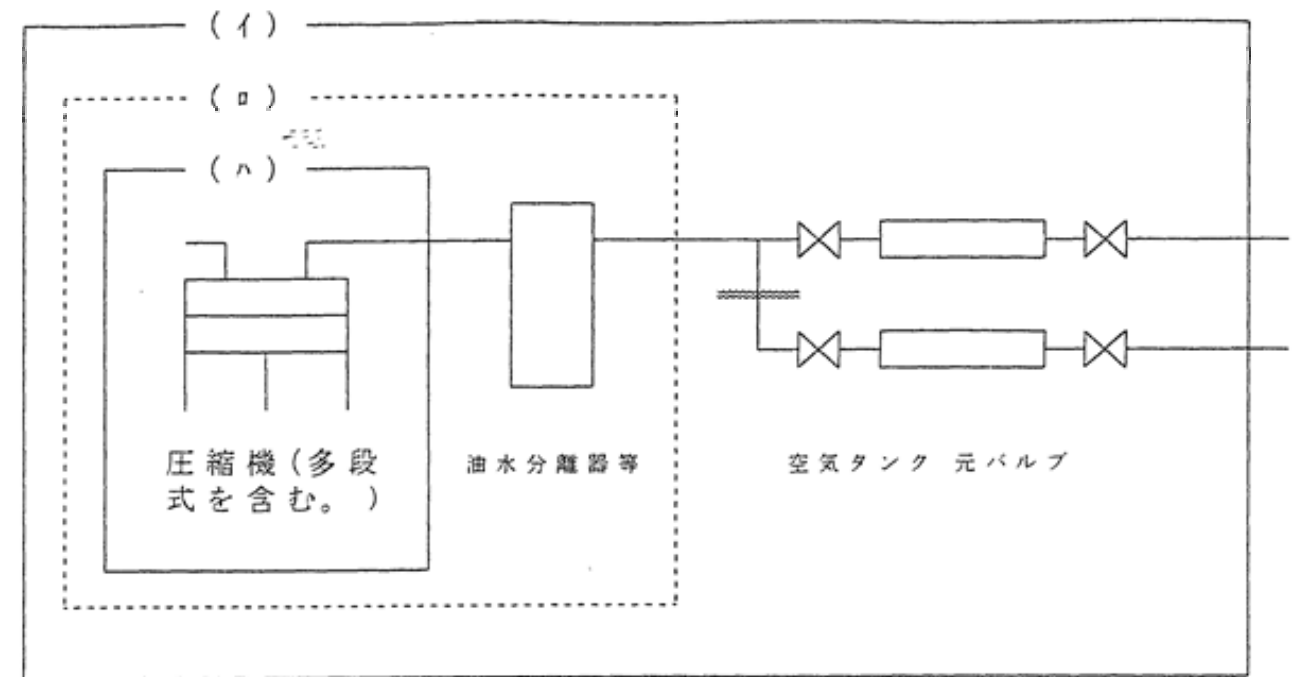 (イ)
(ロ)
(ハ)
圧縮機(多段
式を含む。)
油水分離器等
空気タンク 元バルブ